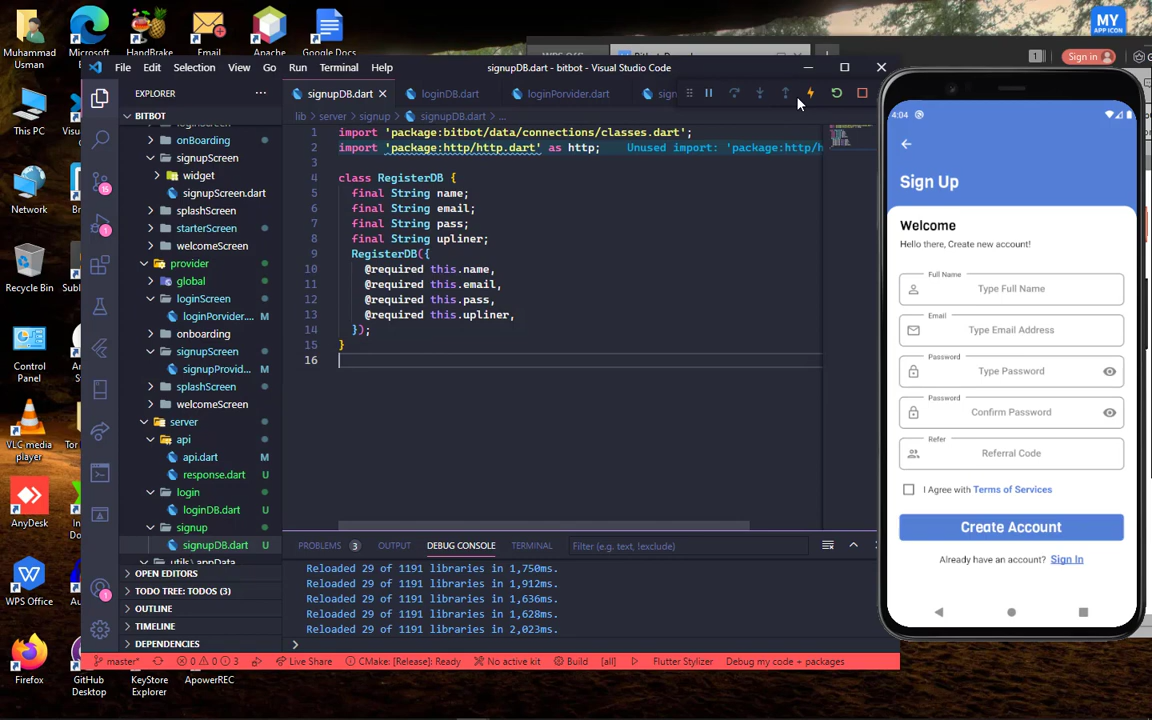 Muhammad Usman
Microsoft
HandBrake
Email
Apache
Google Docs
MY
APP ICON
1
Sign in
File Edit Selection View Go Run Terminal Help
signupDB.dart - bitbot - Visual Studio Code
EXPLORER
signupDB.dart
loginDB.dart
loginPorvider.dart
BITBOT
lib > server > signup > signupDB.dart > ...
onBoarding
signupScreen
widget
signupScreen.dart
splashScreen
starterScreen
welcomeScreen
provider
global
loginScreen
loginPorvider.... M
onboarding
signupScreen
signupProvid... M
splashScreen
welcomeScreen
server
api
api.dart
response.dart U
login
loginDB.dart U
signup
signupDB.dart U
utils\appData
OPEN EDITORS
TODO TREE: TODOS (3)
OUTLINE
TIMELINE
DEPENDENCIES
1 import 'package:bitbot/data/connections/classes.dart';
2 import 'package:http/http.dart' as http; Unused import: 'package:http/h
3
4 class RegisterDB {
5 final String name;
6 final String email;
7 final String pass;
8 final String upliner;
9 RegisterDB({
10 @required this.name,
11 @required this.email,
12 @required this.pass,
13 @required this.upliner,
14 });
15 }
16
PROBLEMS 3 OUTPUT DEBUG CONSOLE TERMINAL Filter (e.g. text, !exclude)
Reloaded 29 of 1191 libraries in 1,750ms.
Reloaded 29 of 1191 libraries in 1,912ms.
Reloaded 29 of 1191 libraries in 1,636ms.
Reloaded 29 of 1191 libraries in 1,628ms.
Reloaded 29 of 1191 libraries in 2,023ms.
master* 0 0 3 Live Share CMake: [Release]: Ready No active kit Build [all] Flutter Stylizer Debug my code + packages
This PC
Network
Recycle Bin
Control Panel
VLC media player
AnyDesk
WPS Office
Firefox
GitHub Desktop
KeyStore Explorer
ApowerREC
4:04
Sign Up
Welcome
Hello there, Create new account!
Full Name
Type Full Name
Email
Type Email Address
Password
Type Password
Password
Confirm Password
Refer
Referral Code
I Agree with Terms of Services
Create Account
Already have an account? Sign In